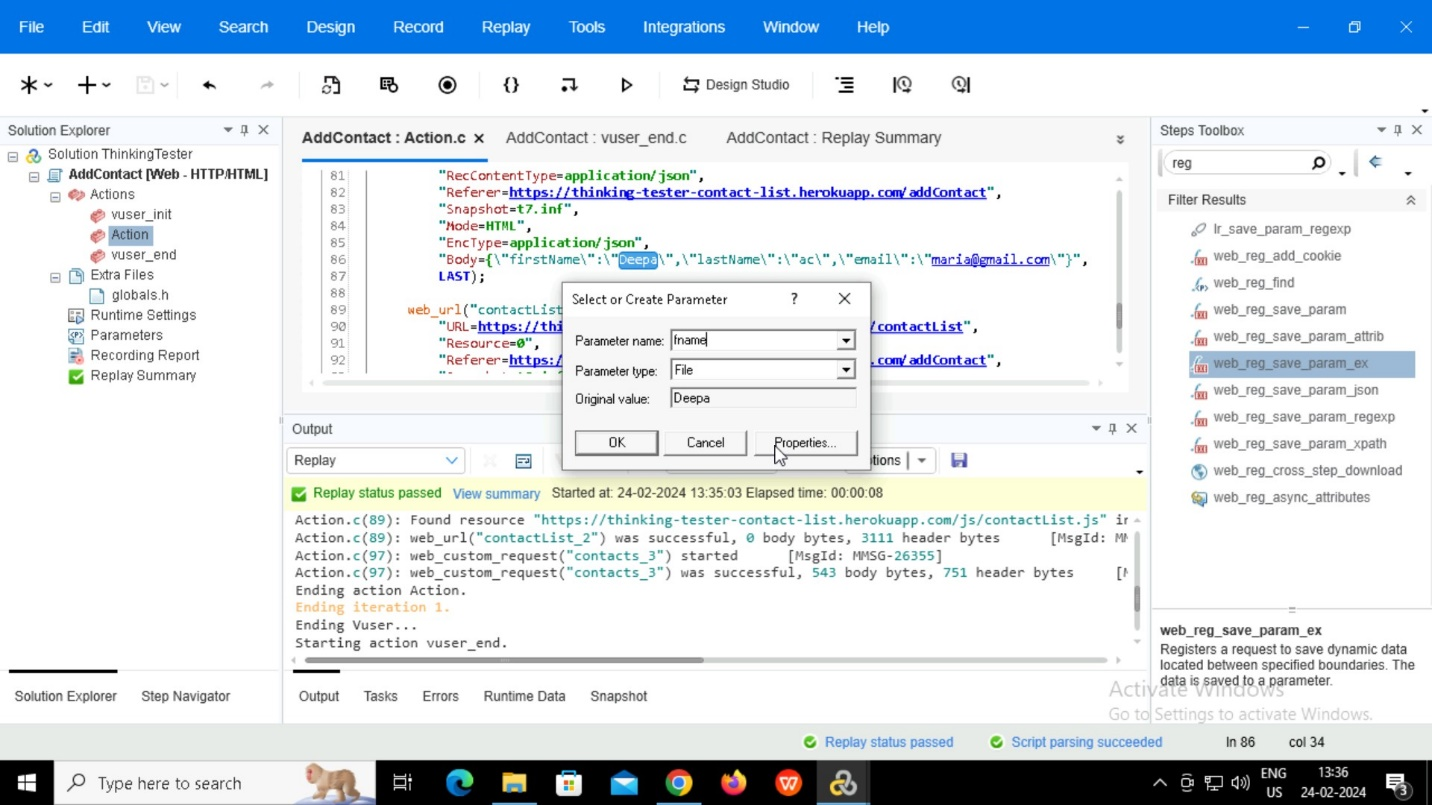 File Edit View Search Design Record Replay Tools Integrations Window Help
Design Studio
Solution Explorer
Solution ThinkingTester
AddContact [Web - HTTP/HTML]
Actions
vuser_init
Action
vuser_end
Extra Files
globals.h
Runtime Settings
Parameters
Recording Report
Replay Summary
Solution Explorer Step Navigator
AddContact : Action.c AddContact : vuser_end.c AddContact : Replay Summary
81 "RecContentType=application/json",
82 "Referer=https://thinking-tester-contact-list.herokuapp.com/addContact",
83 "Snapshot=t7.inf",
84 "Mode=HTML",
85 "EncType=application/json",
86 "Body={\"firstName\":\"Deepa\",\"lastName\":\"ac\",\"email\":\"maria@gmail.com\"}",
87 LAST);
88
89 web_url("contactList
90 "URL=https://thi /contactList",
91 "Resource=0",
92 "Referer=https:/ .com/addContact",
Select or Create Parameter ?
Parameter name: fname
Parameter type: File
Original value: Deepa
OK Cancel Properties...
Output
Replay
tions
Replay status passed View summary Started at: 24-02-2024 13:35:03 Elapsed time: 00:00:08
Action.c(89): Found resource "https://thinking-tester-contact-list.herokuapp.com/js/contactList.js" ir
Action.c(89): web_url("contactList_2") was successful, 0 body bytes, 3111 header bytes [MsgId: MM
Action.c(97): web_custom_request("contacts_3") started [MsgId: MMSG-26355]
Action.c(97): web_custom_request("contacts_3") was successful, 543 body bytes, 751 header bytes [M
Ending action Action.
Ending iteration 1.
Ending Vuser...
Starting action vuser_end.
Output Tasks Errors Runtime Data Snapshot
Steps Toolbox
reg
Filter Results
lr_save_param_regexp
web_reg_add_cookie
web_reg_find
web_reg_save_param
web_reg_save_param_attrib
web_reg_save_param_ex
web_reg_save_param_json
web_reg_save_param_regexp
web_reg_save_param_xpath
web_reg_cross_step_download
web_reg_async_attributes
web_reg_save_param_ex
Registers a request to save dynamic data
located between specified boundaries. The
data is saved to a parameter.
Activate Windows
Go to Settings to activate Windows.
Replay status passed Script parsing succeeded ln 86 col 34
Type here to search
ENG
US
13:36
24-02-2024
3